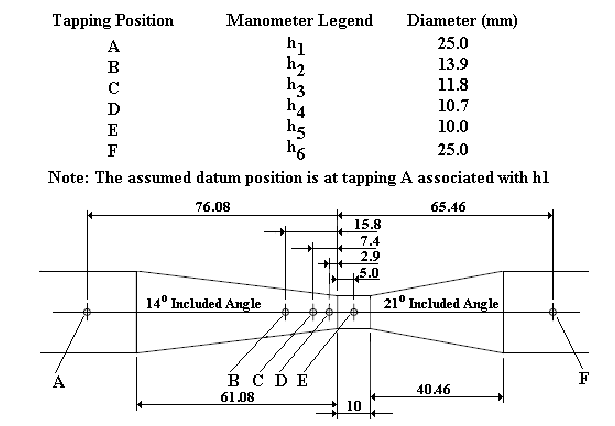 Tapping Position Manometer Legend Diameter (mm)
A h1 25.0
B h2 13.9
C h3 11.8
D h4 10.7
E h5 10.0
F h6 25.0
Note: The assumed datum position is at tapping A associated with h1
76.08 65.46
15.8
7.4
2.9
5.0
14⁰ Included Angle 21⁰ Included Angle
A B C D E F
61.08 10 40.46